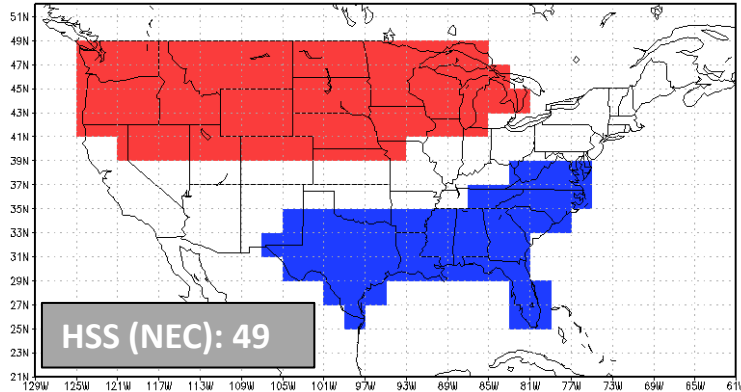 51N
49N
47N
45N
43N
41N
39N
37N
35N
33N
31N
29N
27N
25N
23N
21N
HSS (NEC): 49
129W 125W 121W 117W 113W 109W 105W 101W 97W 93W 89W 85W 81W 77W 73W 69W 65W 61W